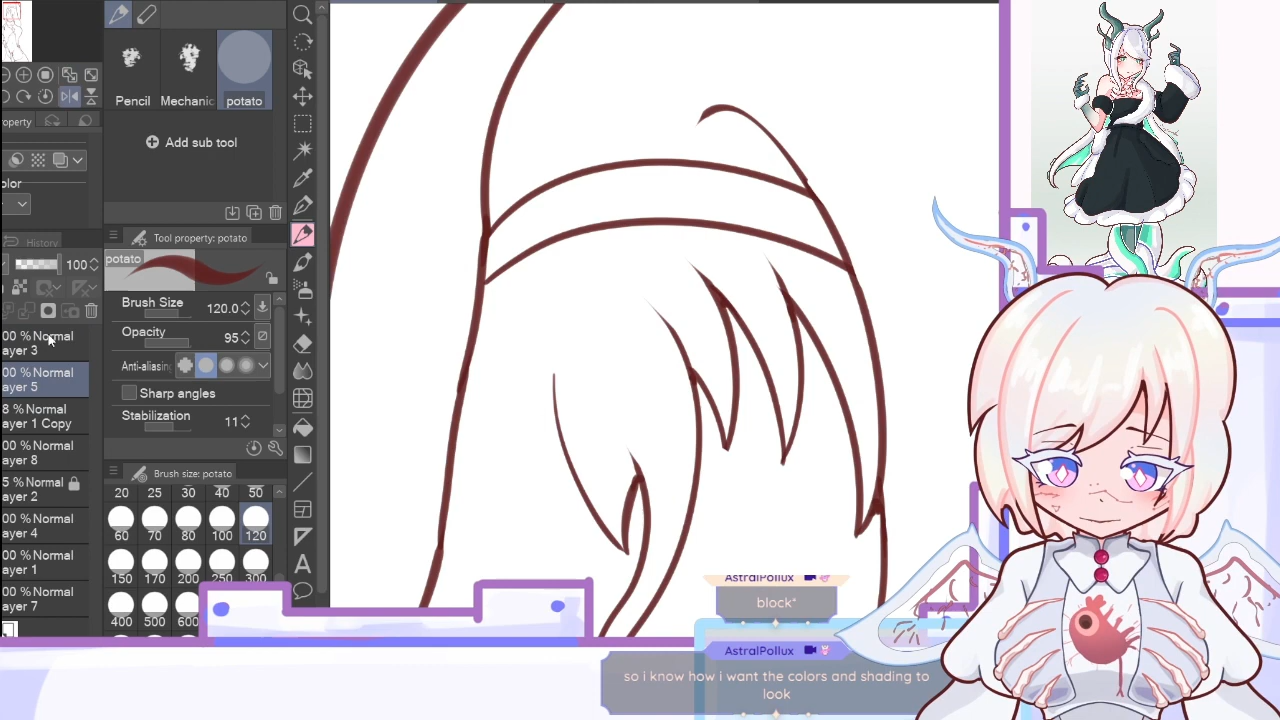 Pencil
Mechanic
potato
Add sub tool
operty
olor
History
100
00 %Normal
ayer 3
00 %Normal
ayer 5
8 %Normal
ayer 1 Copy
00 %Normal
ayer 8
5 %Normal
ayer 2
00 %Normal
ayer 4
00 %Normal
ayer 1
00 %Normal
ayer 7
Tool property: potato
potato
Brush Size
120.0
Opacity
95
Anti-aliasing
Sharp angles
Stabilization
11
Brush size: potato
20 25 30 40 50
60 70 80 100 120
150 170 200 250 300
400 500 600
AstralPollux
block*
AstralPollux
so i know how i want the colors and shading to
look